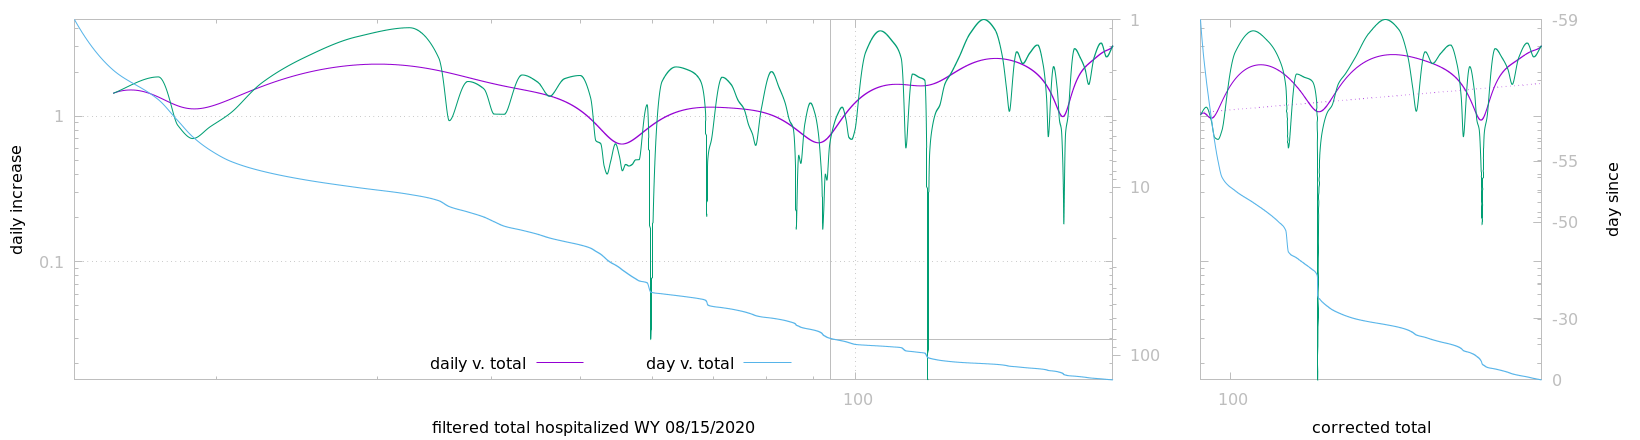 1
-59
1
-55
daily increase
10
day since
-50
0.1
-30
daily v. total
day v. total
100
0
100
100
filtered total hospitalized WY 08/15/2020
corrected total